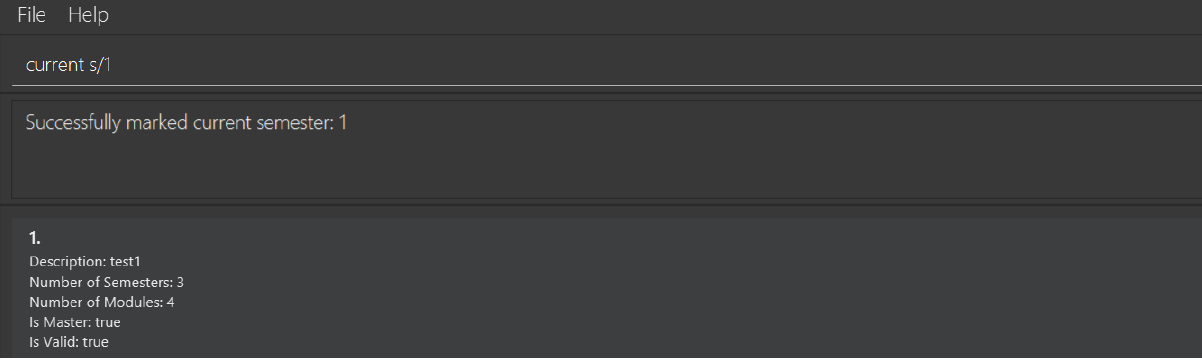 File Help
current s/1
Successfully marked current semester: 1
1.
Description: test1
Number of Semesters: 3
Number of Modules: 4
Is Master: true
Is Valid: true